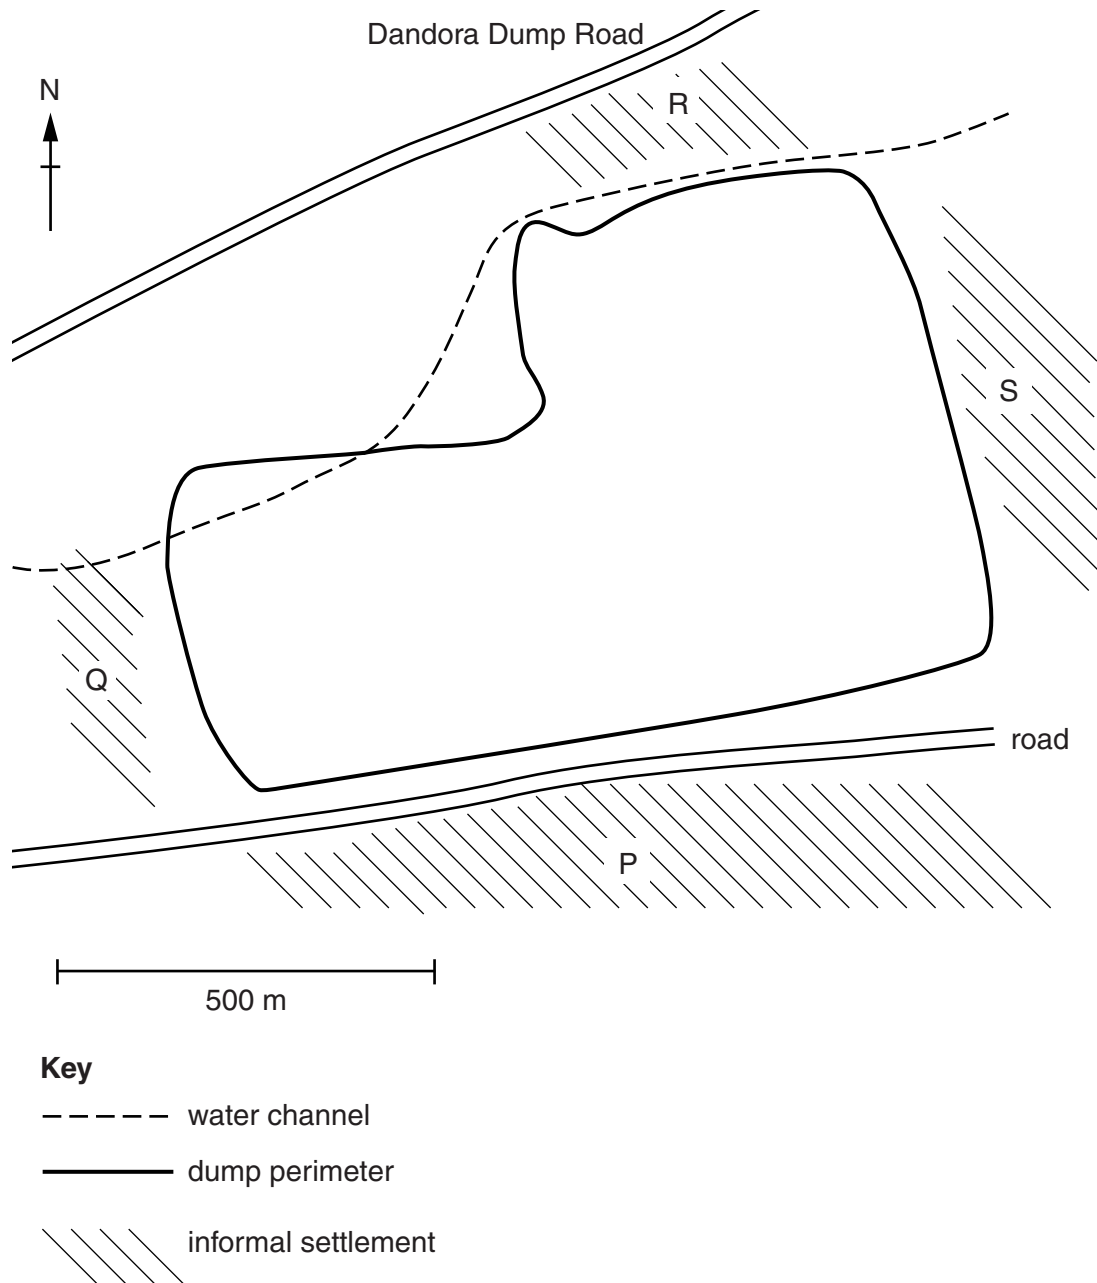 Dandora Dump Road
N
R
S
Q
road
P
500 m
Key
water channel
dump perimeter
informal settlement